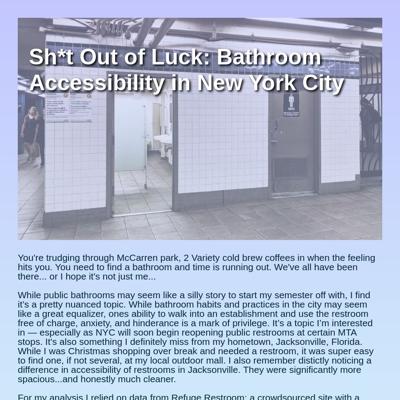 Sh*t Out of Luck: Bathroom
Accessibility in New York City
You're trudging through McCarren park, 2 Variety cold brew coffees in when the feeling
hits you. You need to find a bathroom and time is running out. We've all have been
there... or I hope it's not just me...
While public bathrooms may seem like a silly story to start my semester off with, I find
it's a pretty nuanced topic. While bathroom habits and practices in the city may seem
like a great equalizer, ones ability to walk into an establishment and use the restroom
free of charge, anxiety, and hinderance is a mark of privilege. It's a topic I'm interested
in — especially as NYC will soon begin reopening public restrooms at certain MTA
stops. It's also something I definitely miss from my hometown, Jacksonville, Florida.
While I was Christmas shopping over break and needed a restroom, it was super easy
to find one, if not several, at my local outdoor mall. I also remember distictly noticing a
difference in accessibility of restrooms in Jacksonville. They were significantly more
spacious...and honestly much cleaner.
For my analysis I relied on data from Refuge Restroom: a crowdsourced site with a